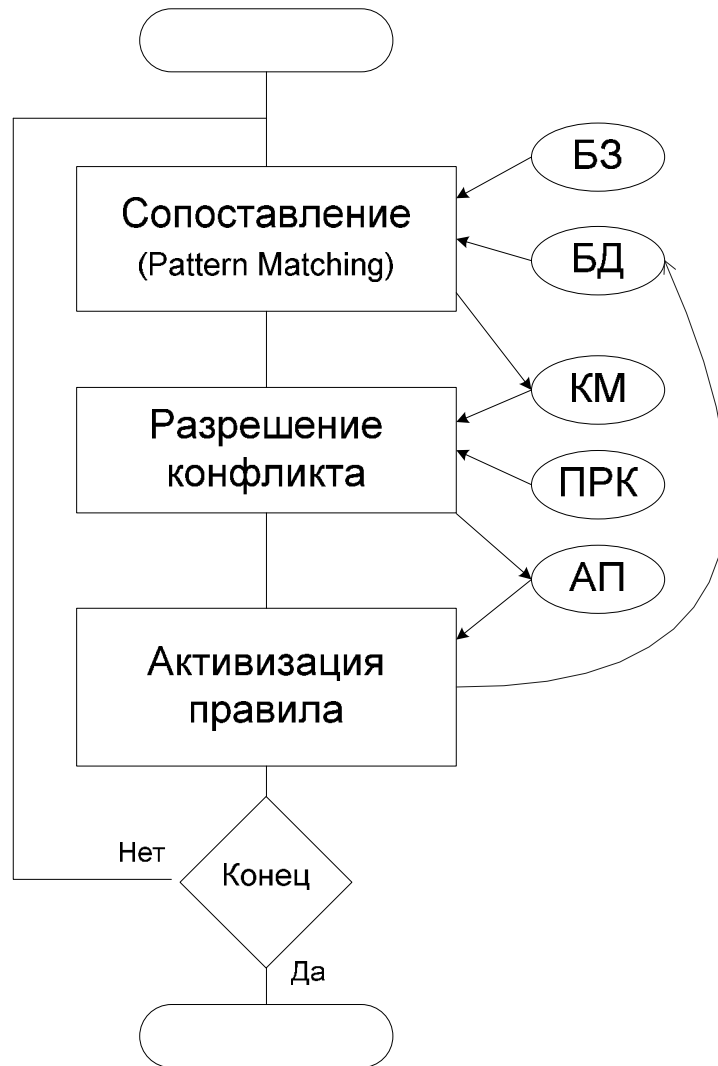 БЗ
Сопоставление
(Pattern Matching)
БД
КМ
Разрешение
конфликта
ПРК
АП
Активизация
правила
Нет
Конец
Да